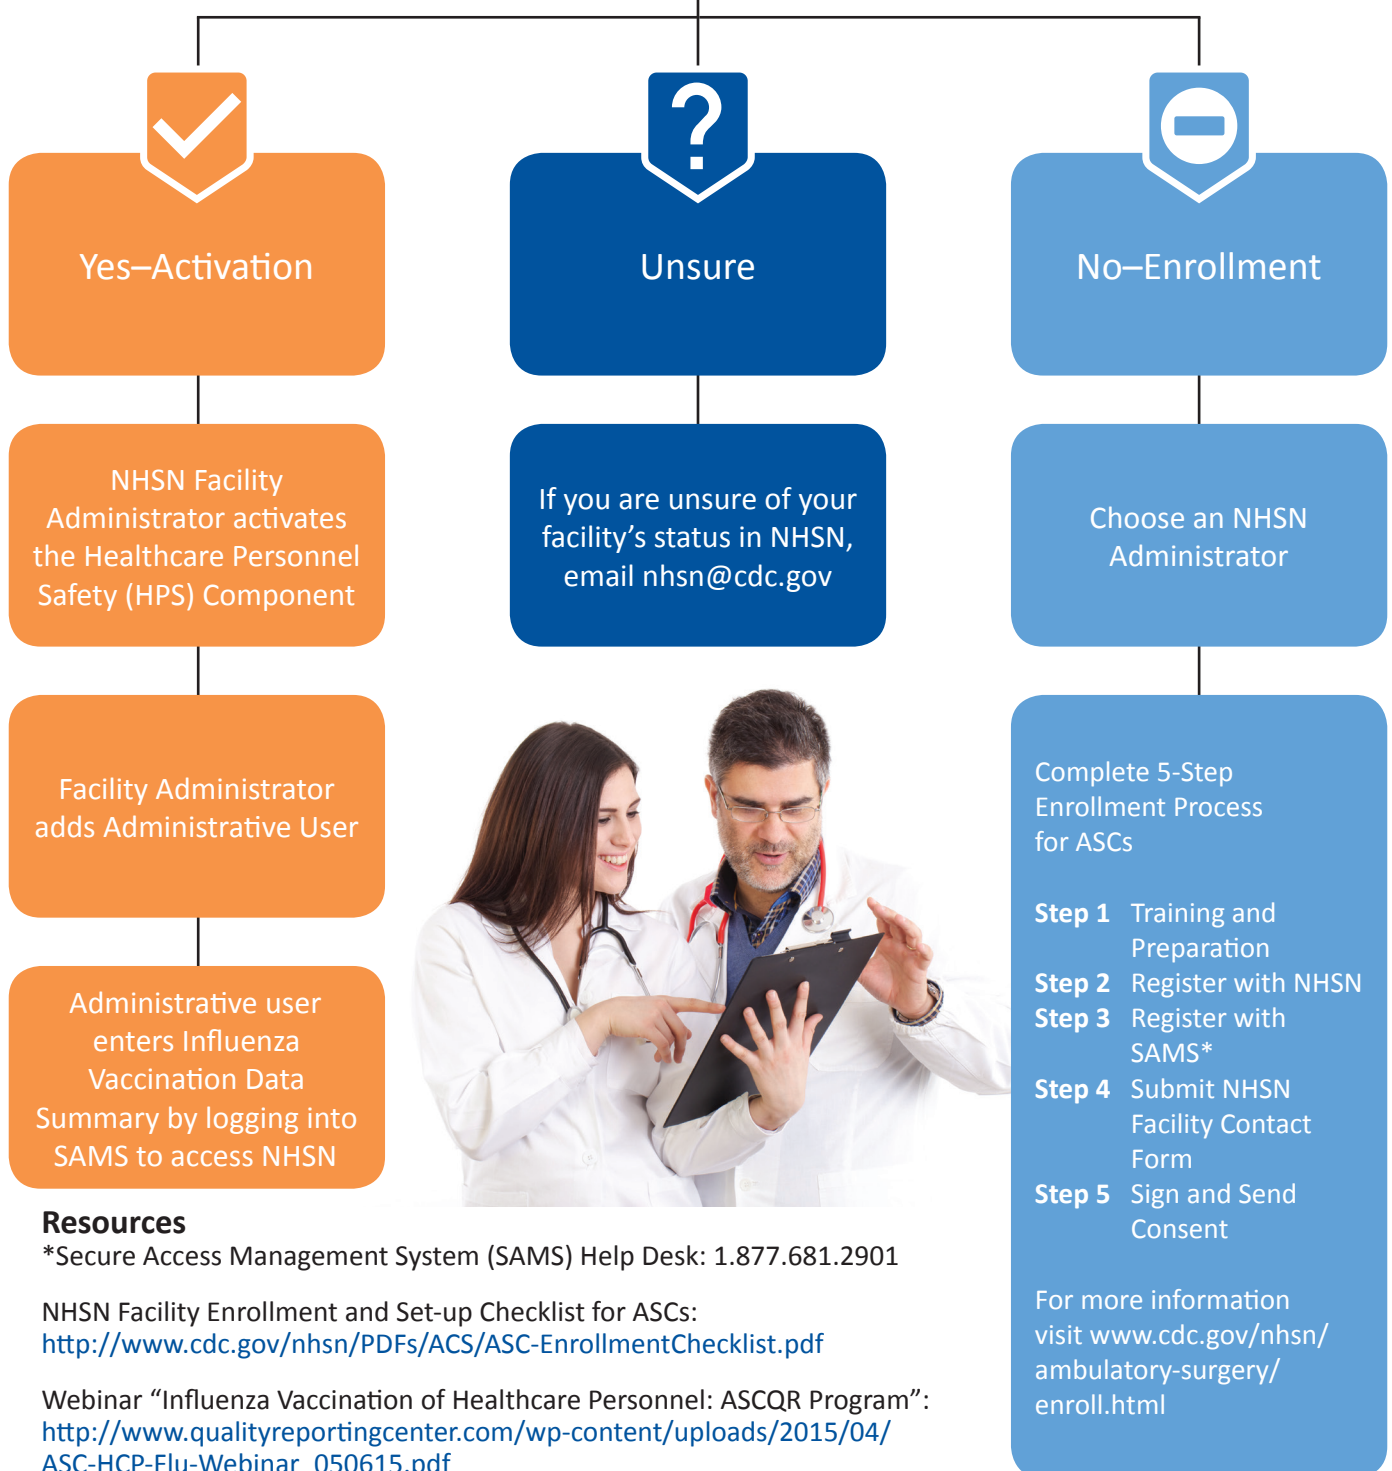 Yes–Activation
NHSN Facility
Administrator activates
the Healthcare Personnel
Safety (HPS) Component
Facility Administrator
adds Administrative User
Administrative user
enters Influenza
Vaccination Data
Summary by logging into
SAMS to access NHSN
?
Unsure
If you are unsure of your
facility’s status in NHSN,
email nhsn@cdc.gov
No–Enrollment
Choose an NHSN
Administrator
Complete 5-Step
Enrollment Process
for ASCs
Step 1 Training and
Preparation
Step 2 Register with NHSN
Step 3 Register with
SAMS*
Step 4 Submit NHSN
Facility Contact
Form
Step 5 Sign and Send
Consent
For more information
visit www.cdc.gov/nhsn/
ambulatory-surgery/
enroll.html
Resources
*Secure Access Management System (SAMS) Help Desk: 1.877.681.2901
NHSN Facility Enrollment and Set-up Checklist for ASCs:
http://www.cdc.gov/nhsn/PDFs/ACS/ASC-EnrollmentChecklist.pdf
Webinar “Influenza Vaccination of Healthcare Personnel: ASCQR Program”:
http://www.qualityreportingcenter.com/wp-content/uploads/2015/04/
ASC-HCP-Flu-Webinar_050615.pdf